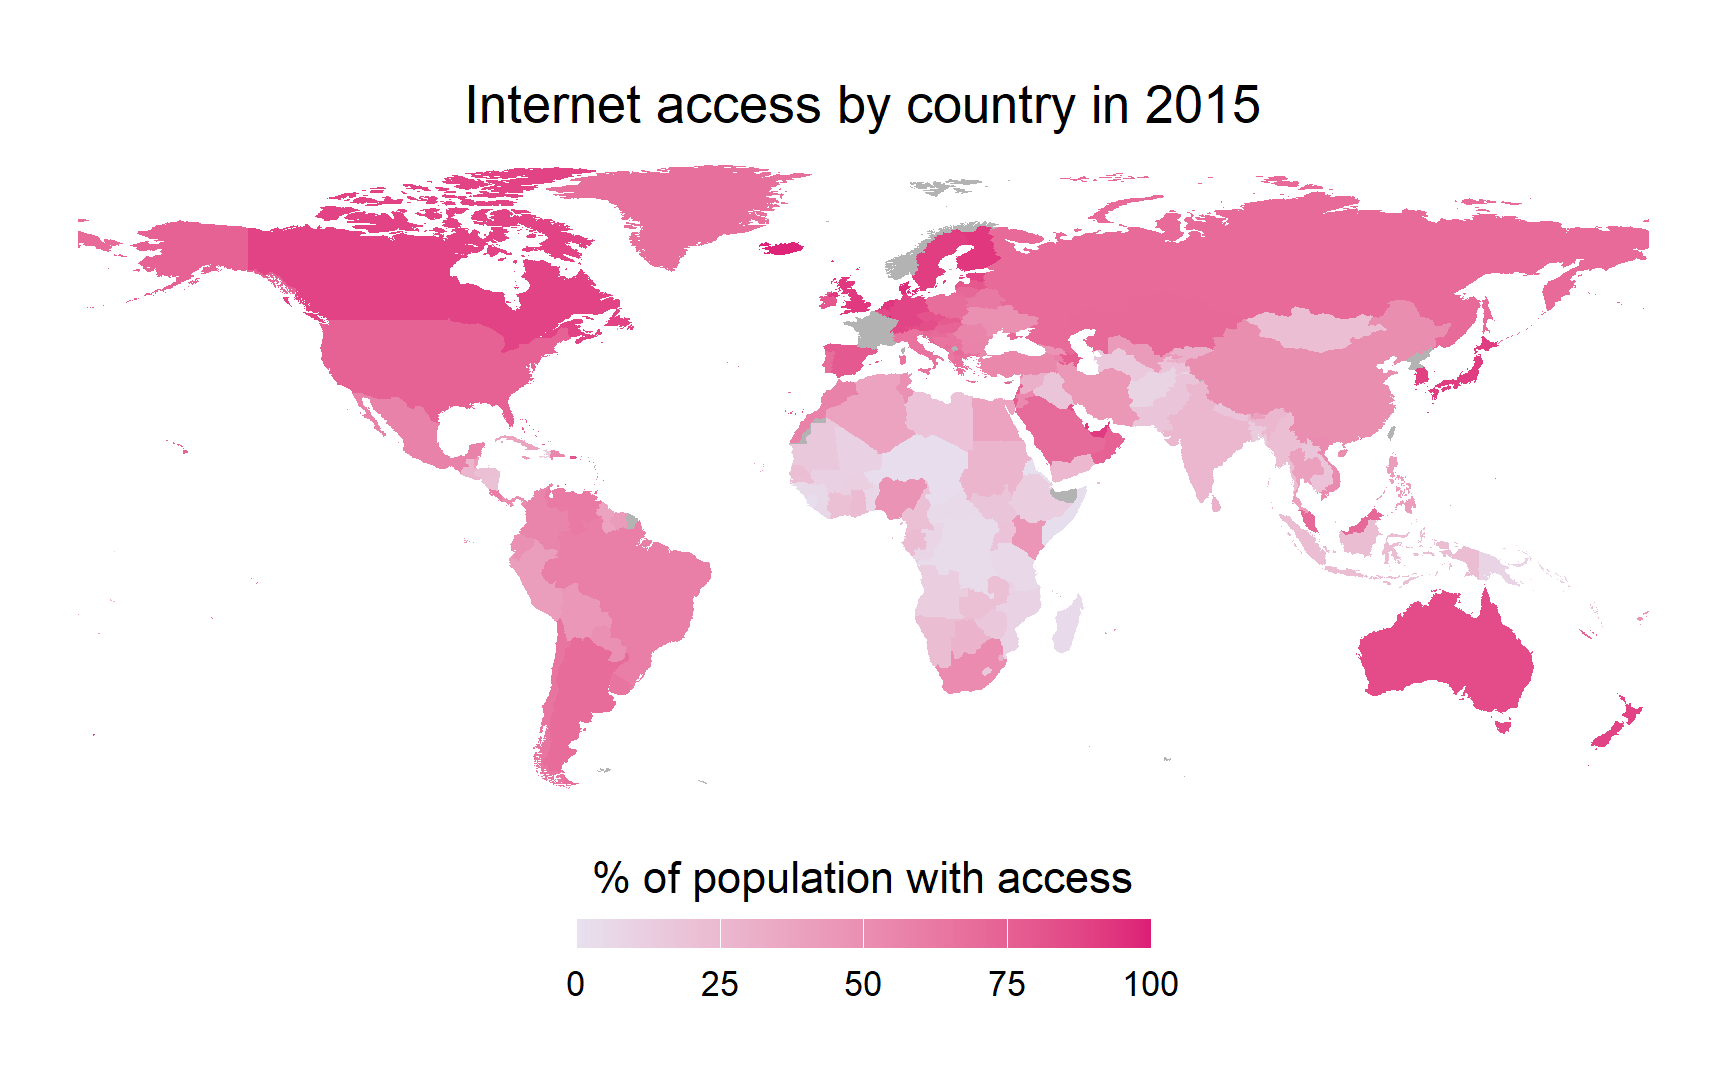 Internet access by country in 2015
% of population with access
0 25 50 75 100